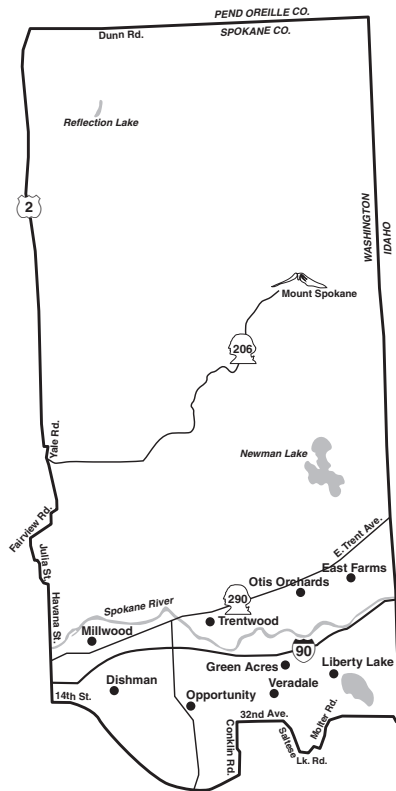 PEND OREILLE CO.
Dunn Rd.
SPOKANE CO.
Reflection Lake
2
WASHINGTON
IDAHO
Mount Spokane
206
Yale Rd.
Newman Lake
Fairview Rd.
E.Trent Ave.
Julia St.
East Farms
Otis Orchards
290
Havana St.
Spokane River
Trentwood
Millwood
90
Green Acres
Liberty Lake
Dishman
Veradale
14th St.
Opportunity
Molter Rd.
32nd Ave.
Conklin Rd.
Saltese
Lk. Rd.